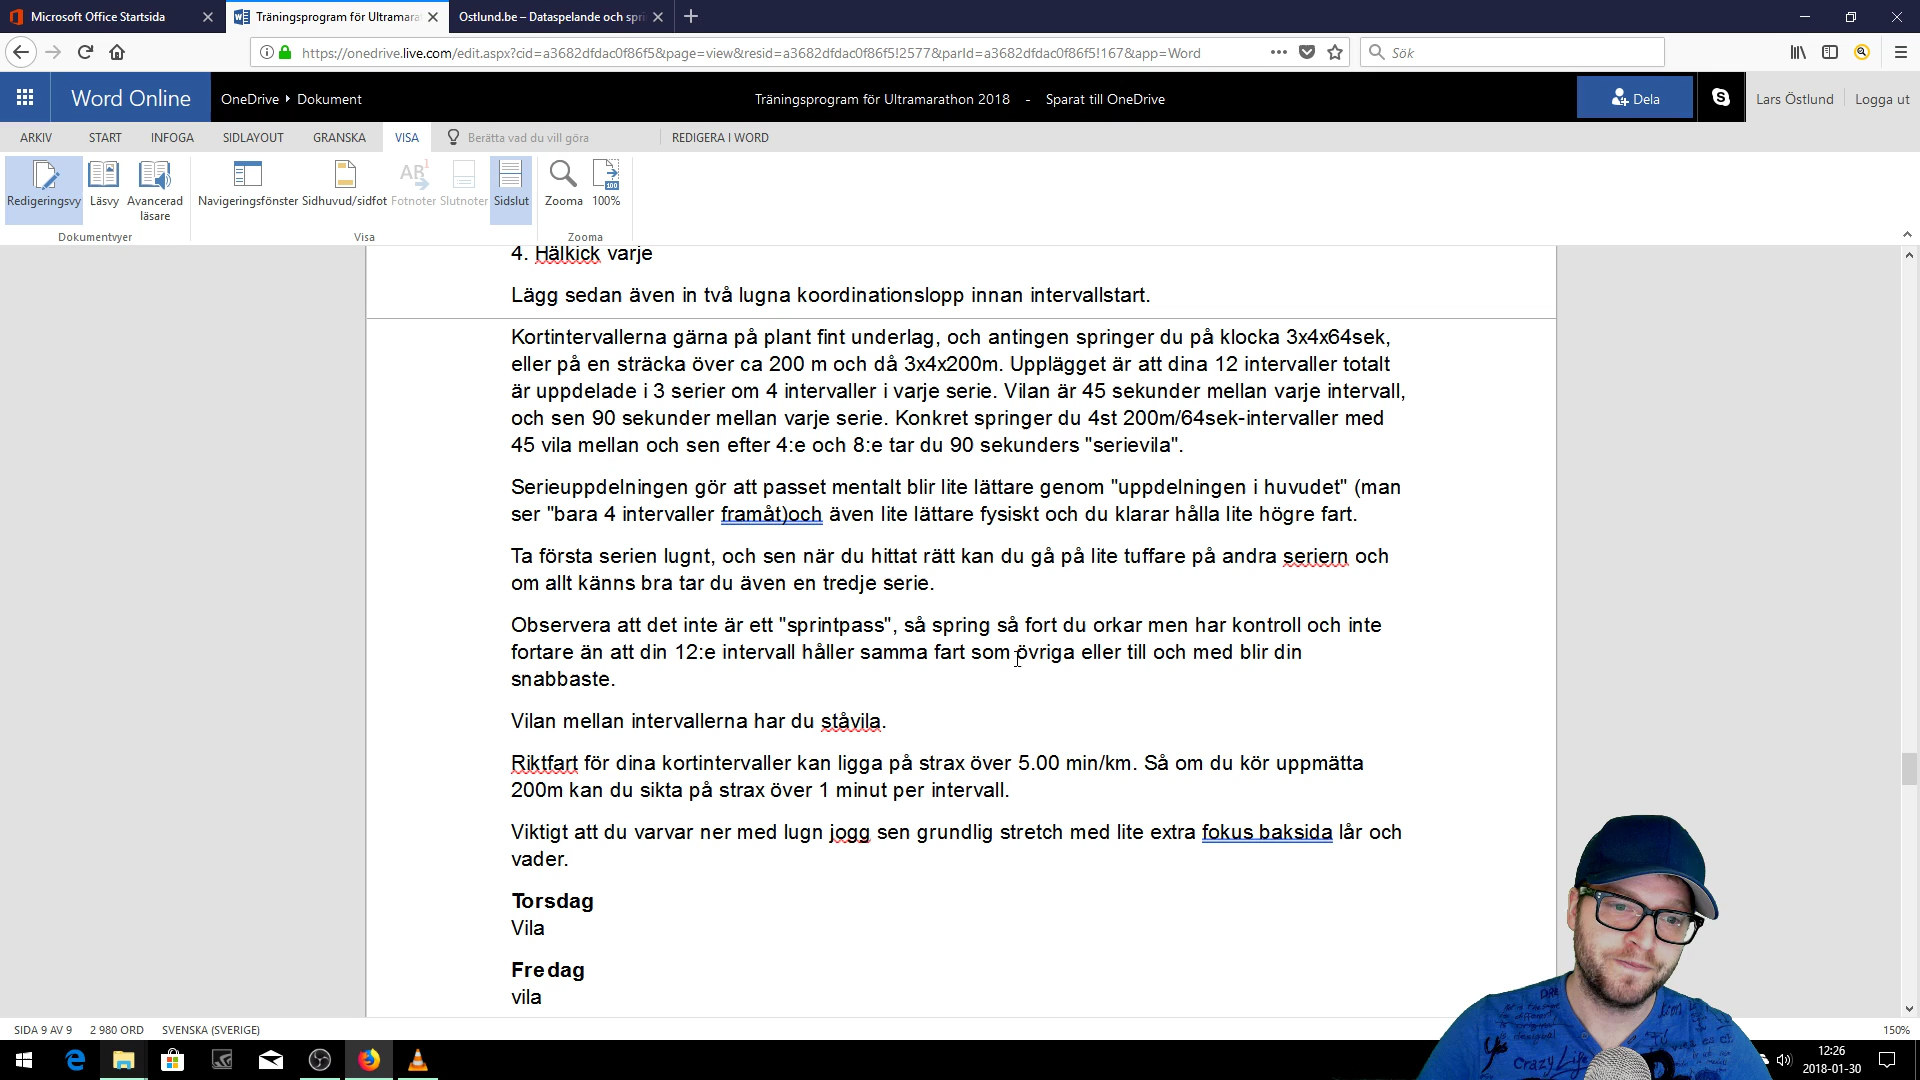 Microsoft Office Startsida
Träningsprogram för Ultramara
Ostlund.be – Dataspelande och spri
https://onedrive.live.com/edit.aspx?cid=a3682dfdac0f86f5&page=view&resid=a3682dfdac0f86f5!2577&parId=a3682dfdac0f86f5!167&app=Word
Sök
Word Online
OneDrive Dokument
Träningsprogram för Ultramarathon 2018 - Sparat till OneDrive
Dela
Lars Östlund
Logga ut
ARKIV START INFOGA SIDLAYOUT GRANSKA VISA Berätta vad du vill göra REDIGERA I WORD
Redigeringsvy Läsvy Avancerad läsare Navigeringsfönster Sidhuvud/sidfot Fotnoter Slutnoter Sidslut Zooma 100%
Dokumentvyer Visa Zooma
4. Hälkick varje
Lägg sedan även in två lugna koordinationslopp innan intervallstart.
Kortintervallerna gärna på plant fint underlag, och antingen springer du på klocka 3x4x64sek,
eller på en sträcka över ca 200 m och då 3x4x200m. Upplägget är att dina 12 intervaller totalt
är uppdelade i 3 serier om 4 intervaller i varje serie. Vilan är 45 sekunder mellan varje intervall,
och sen 90 sekunder mellan varje serie. Konkret springer du 4st 200m/64sek-intervaller med
45 vila mellan och sen efter 4:e och 8:e tar du 90 sekunders "serievila".
Serieuppdelningen gör att passet mentalt blir lite lättare genom "uppdelningen i huvudet" (man
ser "bara 4 intervaller framåt)och även lite lättare fysiskt och du klarar hålla lite högre fart.
Ta första serien lugnt, och sen när du hittat rätt kan du gå på lite tuffare på andra seriern och
om allt känns bra tar du även en tredje serie.
Observera att det inte är ett "sprintpass", så spring så fort du orkar men har kontroll och inte
fortare än att din 12:e intervall håller samma fart som övriga eller till och med blir din
snabbaste.
Vilan mellan intervallerna har du ståvila.
Riktfart för dina kortintervaller kan ligga på strax över 5.00 min/km. Så om du kör uppmätta
200m kan du sikta på strax över 1 minut per intervall.
Viktigt att du varvar ner med lugn jogg sen grundlig stretch med lite extra fokus baksida lår och
vader.
Torsdag
Vila
Fredag
vila
SIDA 9 AV 9 2 980 ORD SVENSKA (SVERIGE)
150%
12:26
2018-01-30
crazy Life